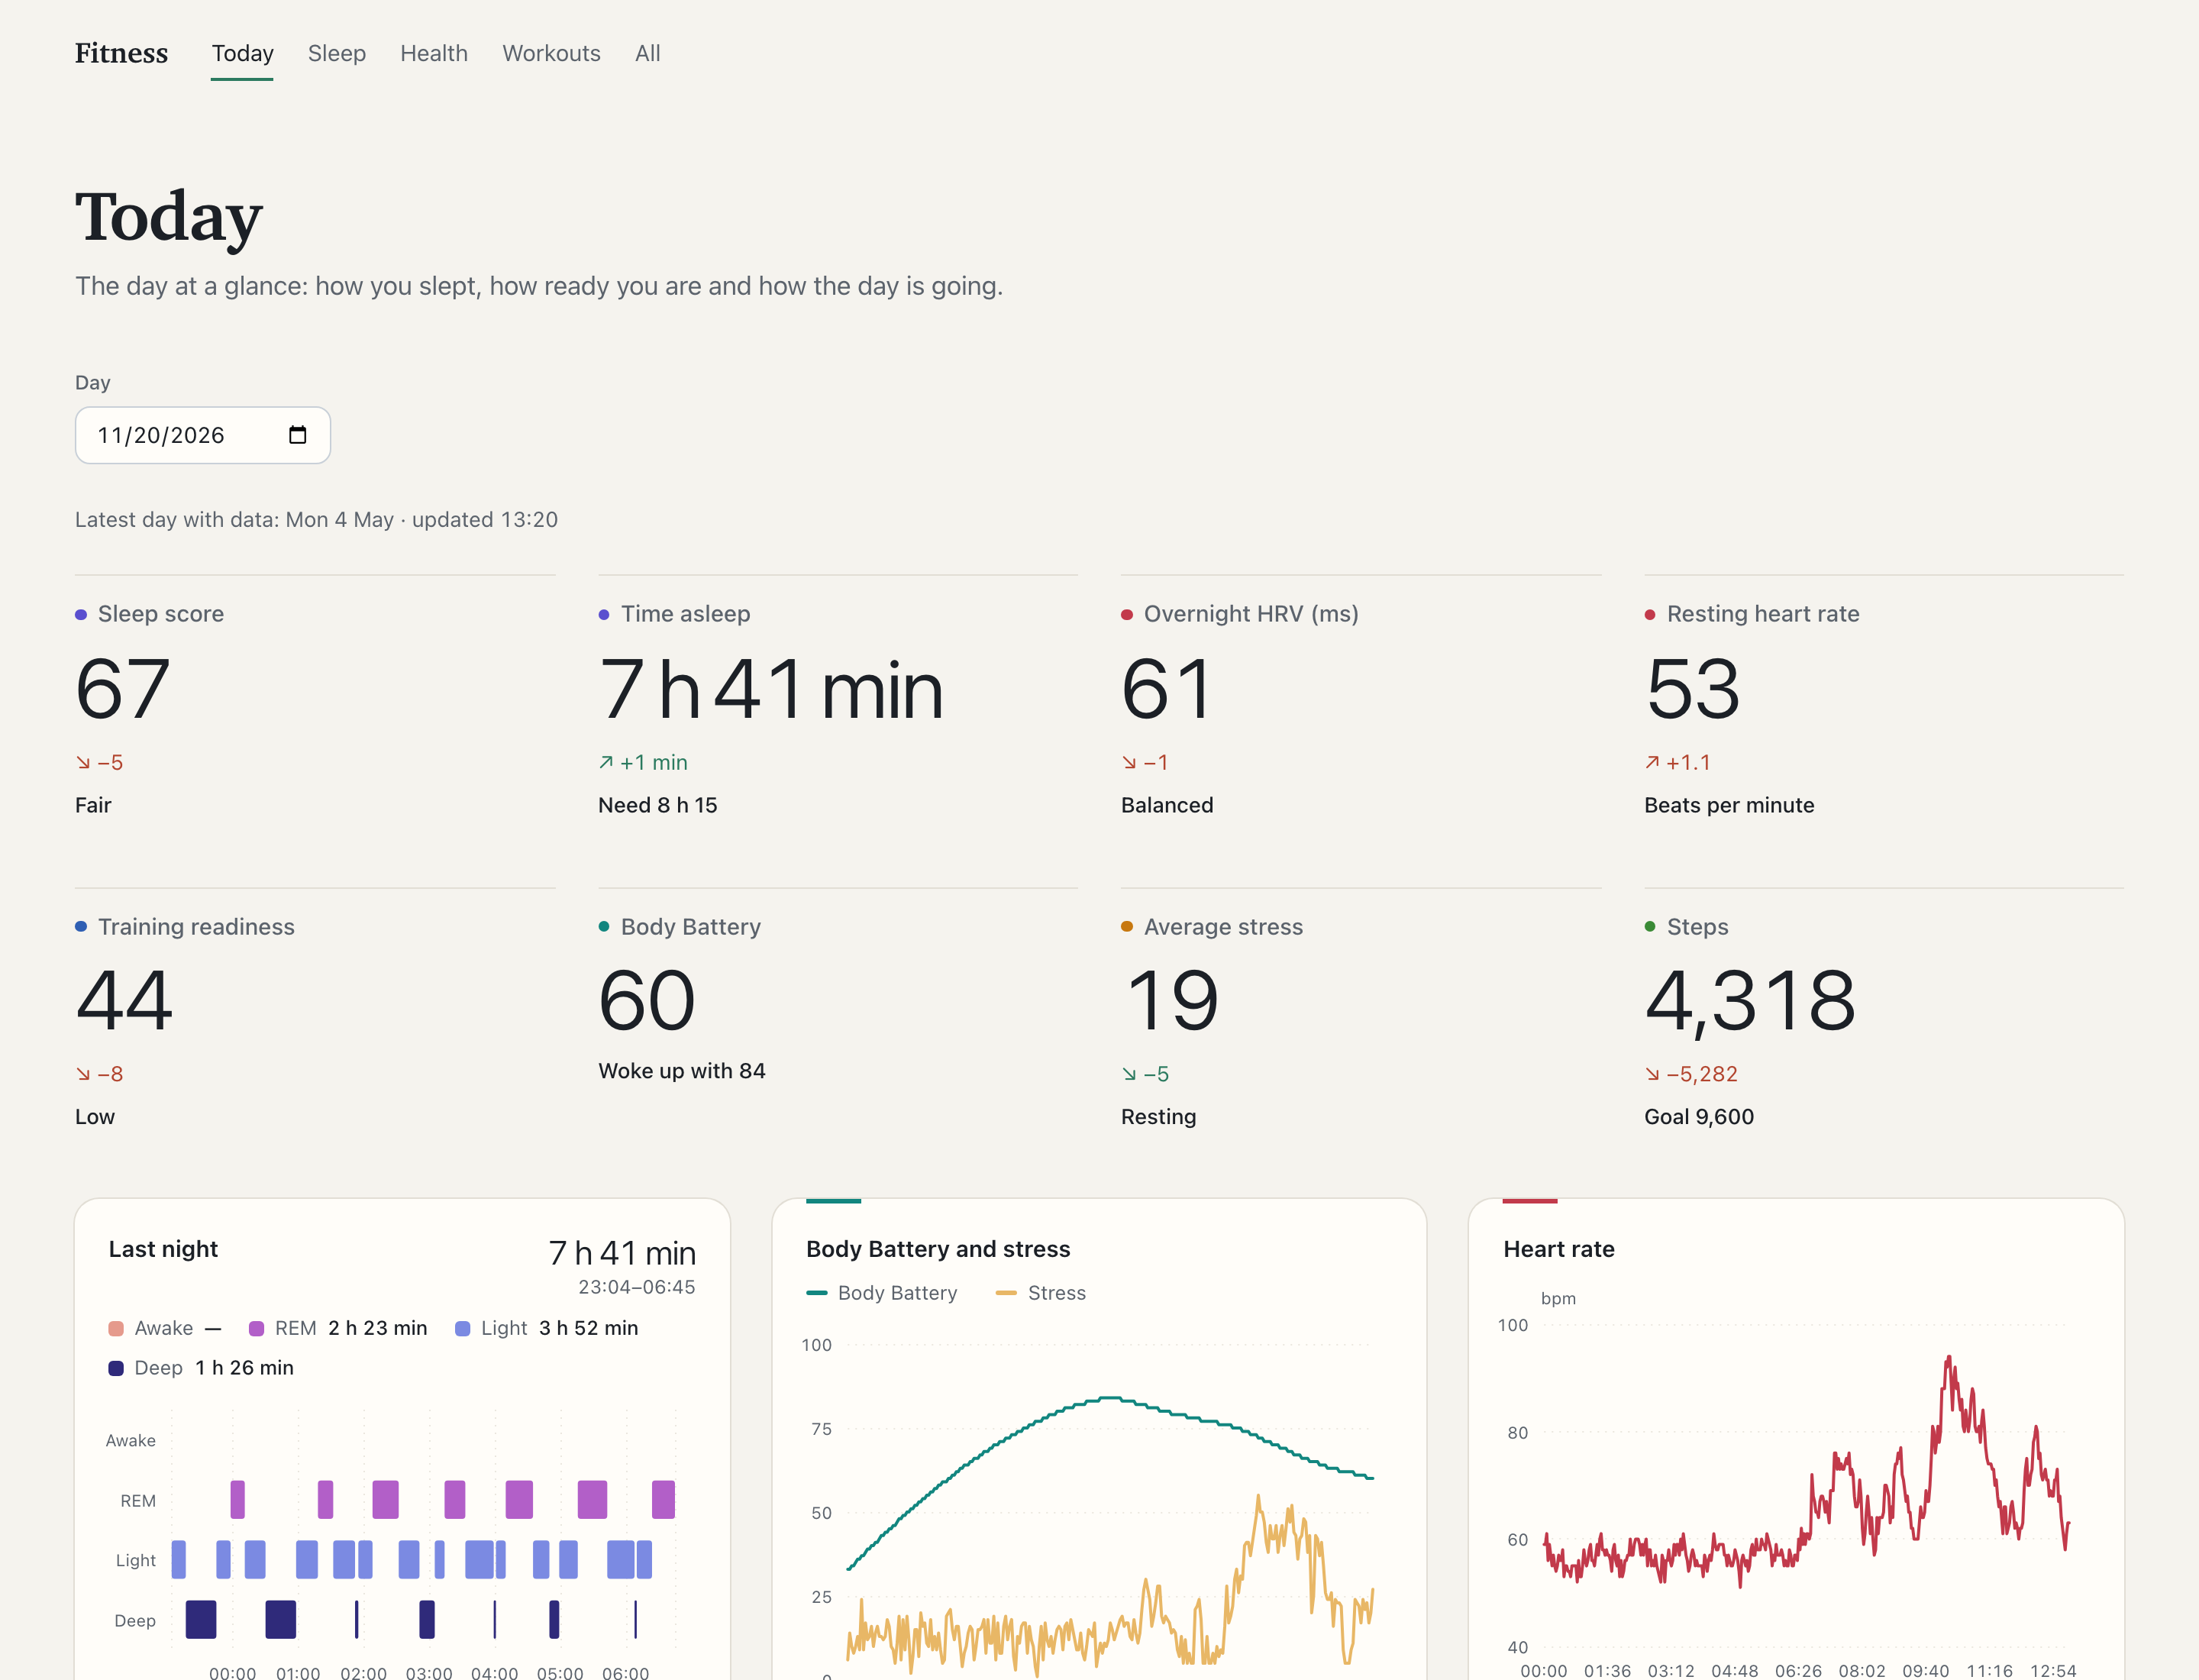 Fitness Today Sleep Health Workouts All
Today
The day at a glance: how you slept, how ready you are and how the day is going.
Day
11/20/2026
Latest day with data: Mon 4 May · updated 13:20
Sleep score
67
↘ −5
Fair
Time asleep
7 h 41 min
↗ +1 min
Need 8 h 15
Overnight HRV (ms)
61
↘ −1
Balanced
Resting heart rate
53
↗ +1.1
Beats per minute
Training readiness
44
↘ −8
Low
Body Battery
60
Woke up with 84
Average stress
19
↘ −5
Resting
Steps
4,318
↘ −5,282
Goal 9,600
Last night
7 h 41 min
23:04–06:45
Awake — REM 2 h 23 min Light 3 h 52 min
Deep 1 h 26 min
Awake
REM
Light
Deep
00:00 01:00 02:00 03:00 04:00 05:00 06:00
Body Battery and stress
Body Battery Stress
100
75
50
25
0
Heart rate
bpm
100
80
60
40
00:00 01:36 03:12 04:48 06:26 08:02 09:40 11:16 12:54